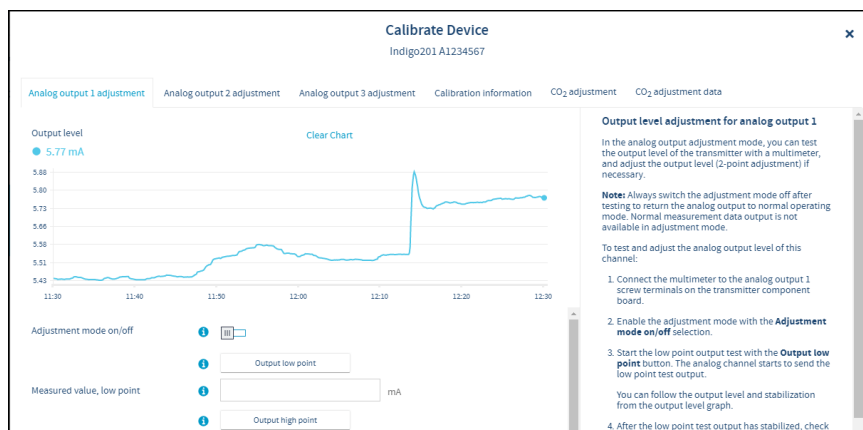 Calibrate Device
Indigo201 A1234567
Analog output 1 adjustment
Analog output 2 adjustment
Analog output 3 adjustment
Calibration information
CO₂ adjustment
CO₂ adjustment data
Output level
5.77 mA
Clear Chart
5.88
5.80
5.73
5.66
5.58
5.51
5.43
11:30
11:40
11:50
12:00
12:10
12:20
12:30
Adjustment mode on/off
Output low point
Measured value, low point
mA
Output high point
Output level adjustment for analog output 1
In the analog output adjustment mode, you can test
the output level of the transmitter with a multimeter,
and adjust the output level (2-point adjustment) if
necessary.
Note: Always switch the adjustment mode off after
testing to return the analog output to normal operating
mode. Normal measurement data output is not
available in adjustment mode.
To test and adjust the analog output level of this
channel:
1. Connect the multimeter to the analog output 1
screw terminals on the transmitter component
board.
2. Enable the adjustment mode with the Adjustment
mode on/off selection.
3. Start the low point output test with the Output low
point button. The analog channel starts to send the
low point test output.
You can follow the output level and stabilization
from the output level graph.
4. After the low point test output has stabilized, check